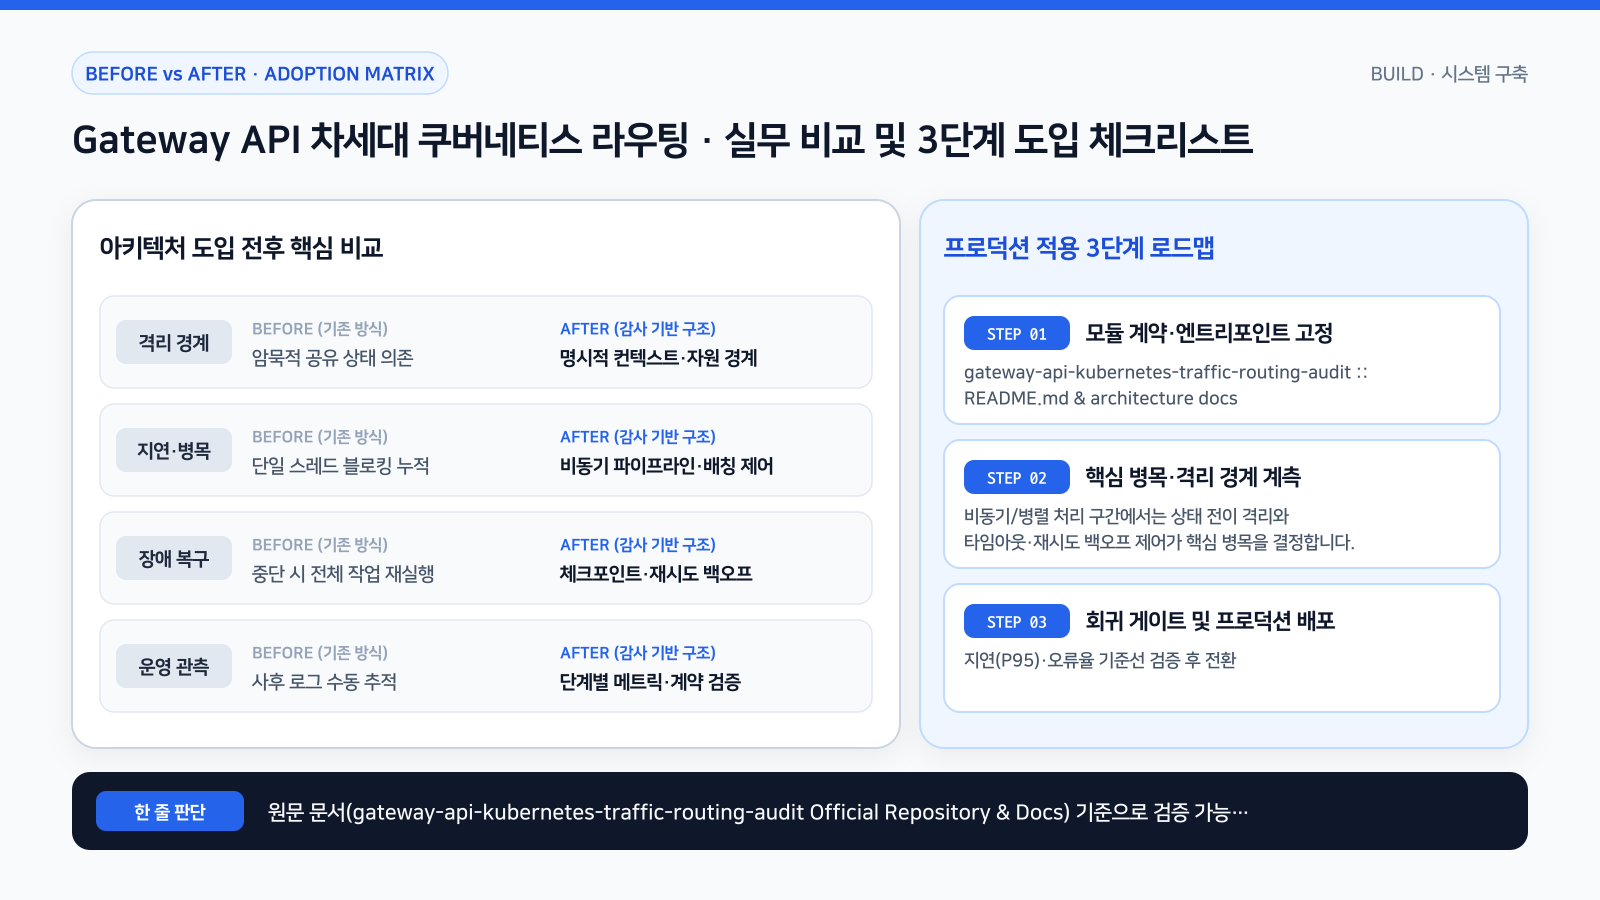 BEFORE vs AFTER · ADOPTION MATRIX
BUILD · 시스템 구축
Gateway API 차세대 쿠버네티스 라우팅 · 실무 비교 및 3단계 도입 체크리스트
아키텍처 도입 전후 핵심 비교
격리 경계
BEFORE (기존 방식)
암묵적 공유 상태 의존
AFTER (감사 기반 구조)
명시적 컨텍스트·자원 경계
지연·병목
BEFORE (기존 방식)
단일 스레드 블로킹 누적
AFTER (감사 기반 구조)
비동기 파이프라인·배칭 제어
장애 복구
BEFORE (기존 방식)
중단 시 전체 작업 재실행
AFTER (감사 기반 구조)
체크포인트·재시도 백오프
운영 관측
BEFORE (기존 방식)
사후 로그 수동 추적
AFTER (감사 기반 구조)
단계별 메트릭·계약 검증
프로덕션 적용 3단계 로드맵
STEP 01
모듈 계약·엔트리포인트 고정
gateway-api-kubernetes-traffic-routing-audit ::
README.md & architecture docs
STEP 02
핵심 병목·격리 경계 계측
비동기/병렬 처리 구간에서는 상태 전이 격리와
타임아웃·재시도 백오프 제어가 핵심 병목을 결정합니다.
STEP 03
회귀 게이트 및 프로덕션 배포
지연(P95)·오류율 기준선 검증 후 전환
한 줄 판단
원문 문서(gateway-api-kubernetes-traffic-routing-audit Official Repository & Docs) 기준으로 검증 가능…